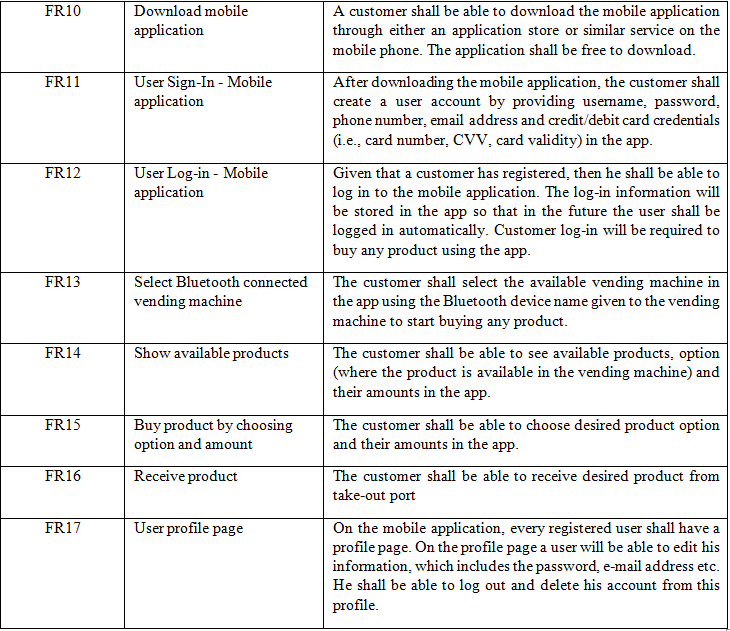 FR10
Download mobile
application
A customer shall be able to download the mobile application
through either an application store or similar service on the
mobile phone. The application shall be free to download.
FR11
User Sign-In - Mobile
application
After downloading the mobile application, the customer shall
create a user account by providing username, password,
phone number, email address and credit/debit card credentials
(i.e., card number, CVV, card validity) in the app.
FR12
User Log-in - Mobile
application
Given that a customer has registered, then he shall be able to
log in to the mobile application. The log-in information will
be stored in the app so that in the future the user shall be
logged in automatically. Customer log-in will be required to
buy any product using the app.
FR13
Select Bluetooth connected
vending machine
The customer shall select the available vending machine in
the app using the Bluetooth device name given to the vending
machine to start buying any product.
FR14
Show available products
The customer shall be able to see available products, option
(where the product is available in the vending machine) and
their amounts in the app.
FR15
Buy product by choosing
option and amount
The customer shall be able to choose desired product option
and their amounts in the app.
FR16
Receive product
The customer shall be able to receive desired product from
take-out port
FR17
User profile page
On the mobile application, every registered user shall have a
profile page. On the profile page a user will be able to edit his
information, which includes the password, e-mail address etc.
He shall be able to log out and delete his account from this
profile.